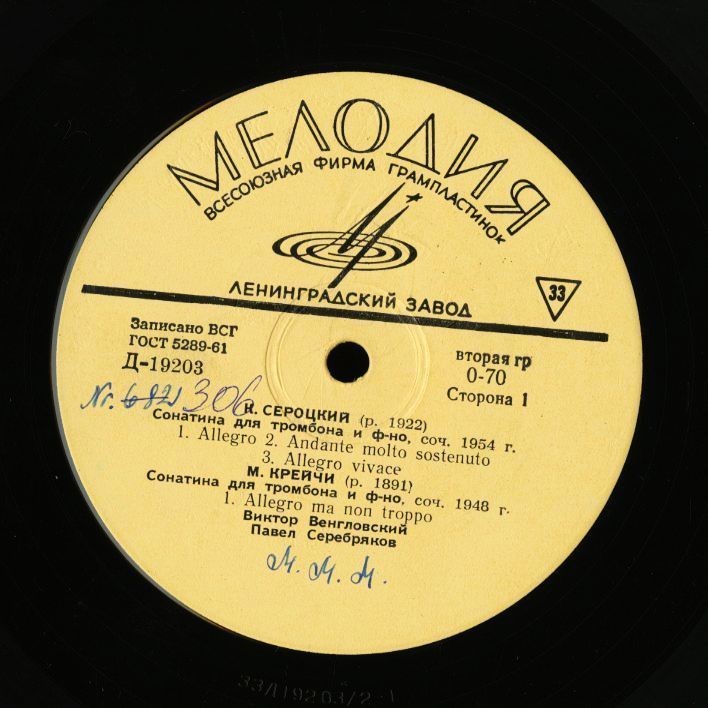 МЕЛОДИЯ
ВСЕСОЮЗНАЯ ФИРМА ГРАМПЛАСТИНОК
ЛЕНИНГРАДСКИЙ ЗАВОД
33
Записано ВСГ
ГОСТ 5289-61
Д-19203
вторая гр
0-70
Сторона 1
Nr. 306
К. СЕРОЦКИЙ (р. 1922)
Сонатина для тромбона и ф-но, соч. 1954 г.
1. Allegro 2. Andante molto sostenuto
3. Allegro vivace
М. КРЕЙЧИ (р. 1891)
Сонатина для тромбона и ф-но, соч. 1948 г.
1. Allegro ma non troppo
Виктор Венгловский
Павел Серебряков
М. М. М.
33Д19203/2-1